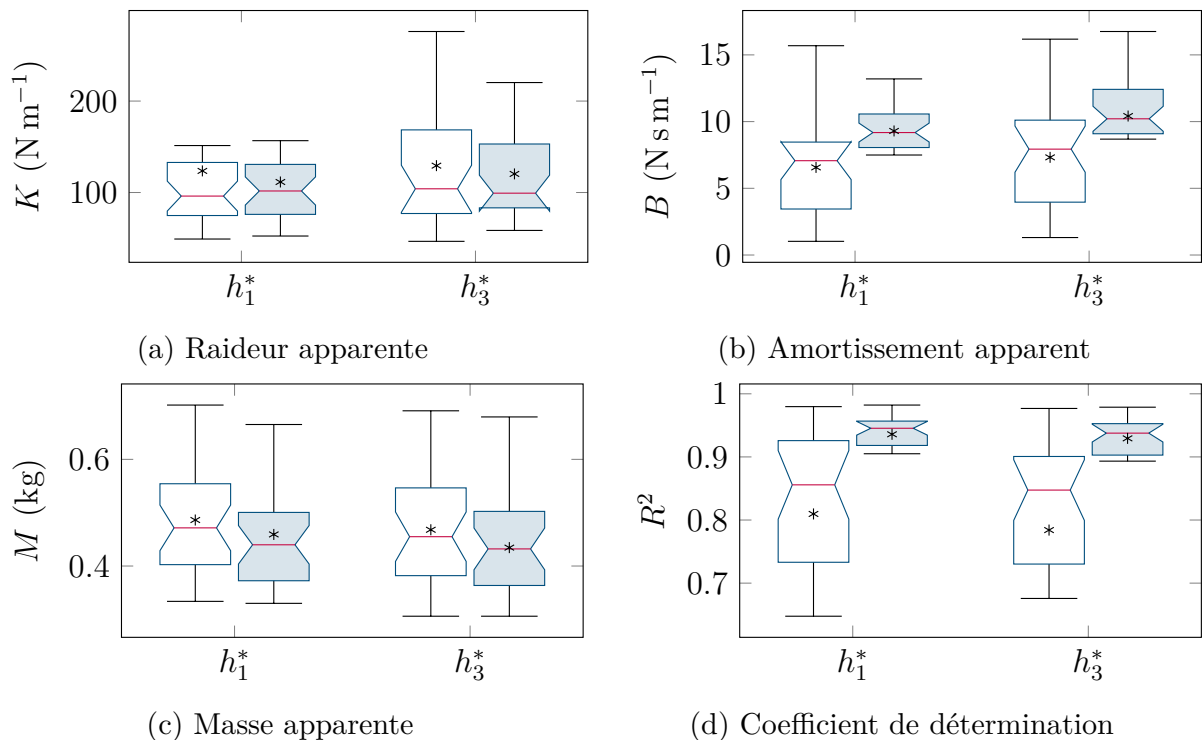 200
100
K (N m⁻¹)
h₁* h₃*
(a) Raideur apparente
15
10
5
0
B (N s m⁻¹)
h₁* h₃*
(b) Amortissement apparent
0.6
0.4
M (kg)
h₁* h₃*
(c) Masse apparente
1
0.9
0.8
0.7
R²
h₁* h₃*
(d) Coefficient de détermination